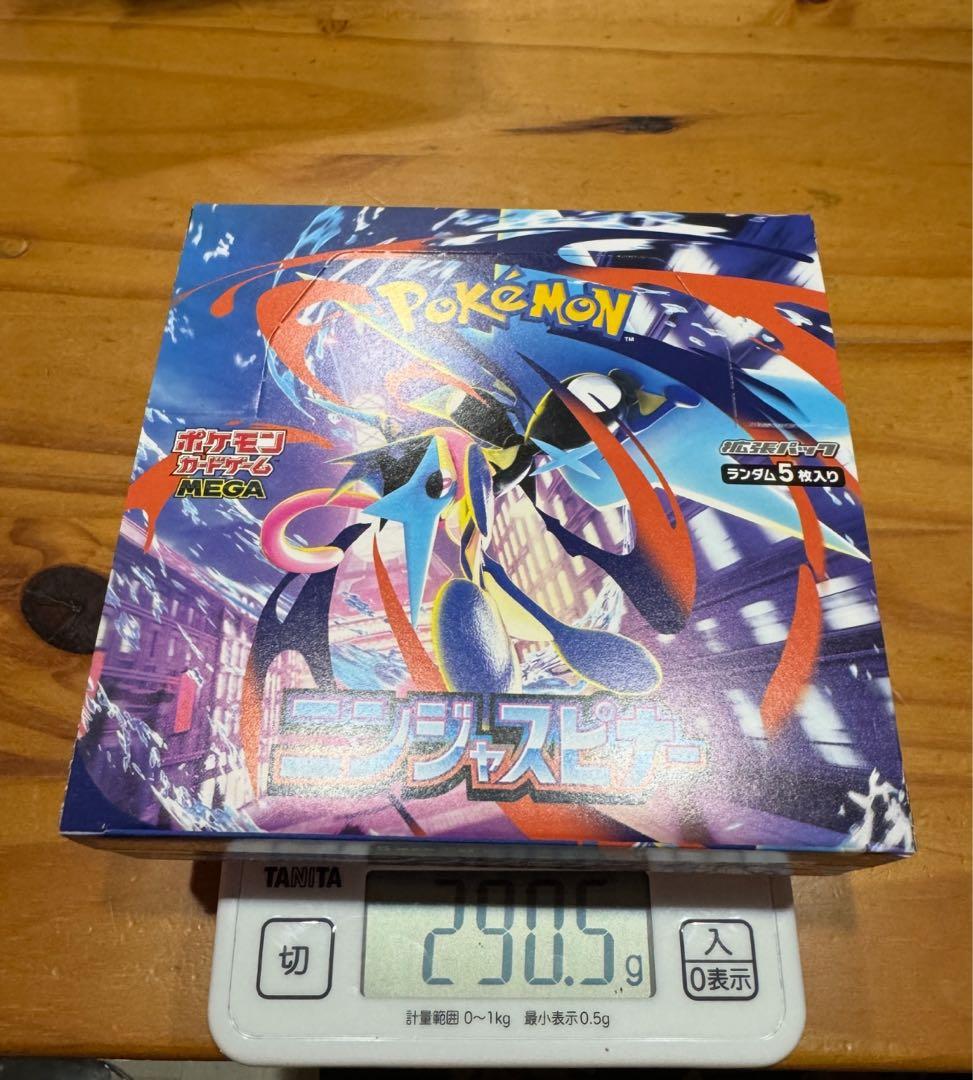 POKéMON
TM
ポケモン
カードゲーム
MEGA
拡張パック
ランダム5枚入り
ニンジャスピナー
TANITA
切
290.5g
入
0表示
計量範囲 0～1kg 最小表示0.5g